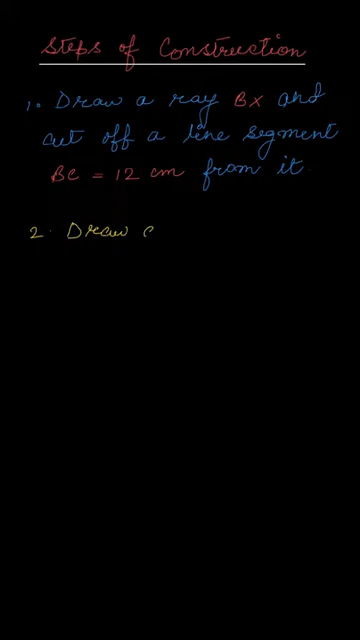 Steps of Construction
1. Draw a ray BX and
cut off a line segment
BC = 12 cm from it.
2. Draw